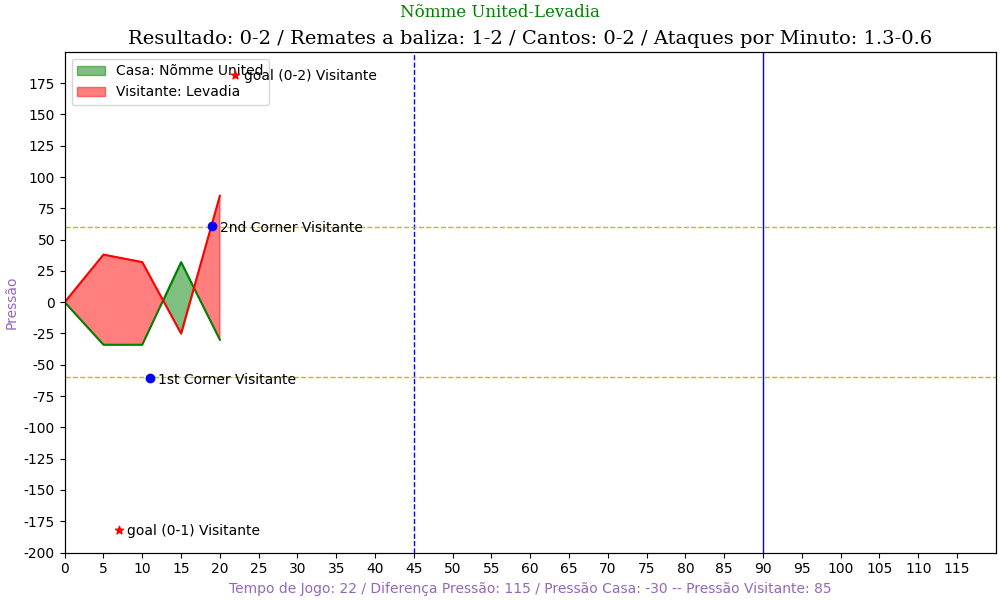 Nõmme United-Levadia
Resultado: 0-2 / Remates a baliza: 1-2 / Cantos: 0-2 / Ataques por Minuto: 1.3-0.6
Casa: Nõmme United
Visitante: Levadia
goal (0-2) Visitante
2nd Corner Visitante
1st Corner Visitante
goal (0-1) Visitante
Pressão
175
150
125
100
75
50
25
0
-25
-50
-75
-100
-125
-150
-175
-200
0 5 10 15 20 25 30 35 40 45 50 55 60 65 70 75 80 85 90 95 100 105 110 115
Tempo de Jogo: 22 / Diferença Pressão: 115 / Pressão Casa: -30 -- Pressão Visitante: 85